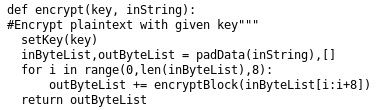 def encrypt(key, inString):
#Encrypt plaintext with given key"""
  setKey(key)
  inByteList,outByteList = padData(inString),[]
  for i in range(0,len(inByteList),8):
      outByteList += encryptBlock(inByteList[i:i+8])
  return outByteList